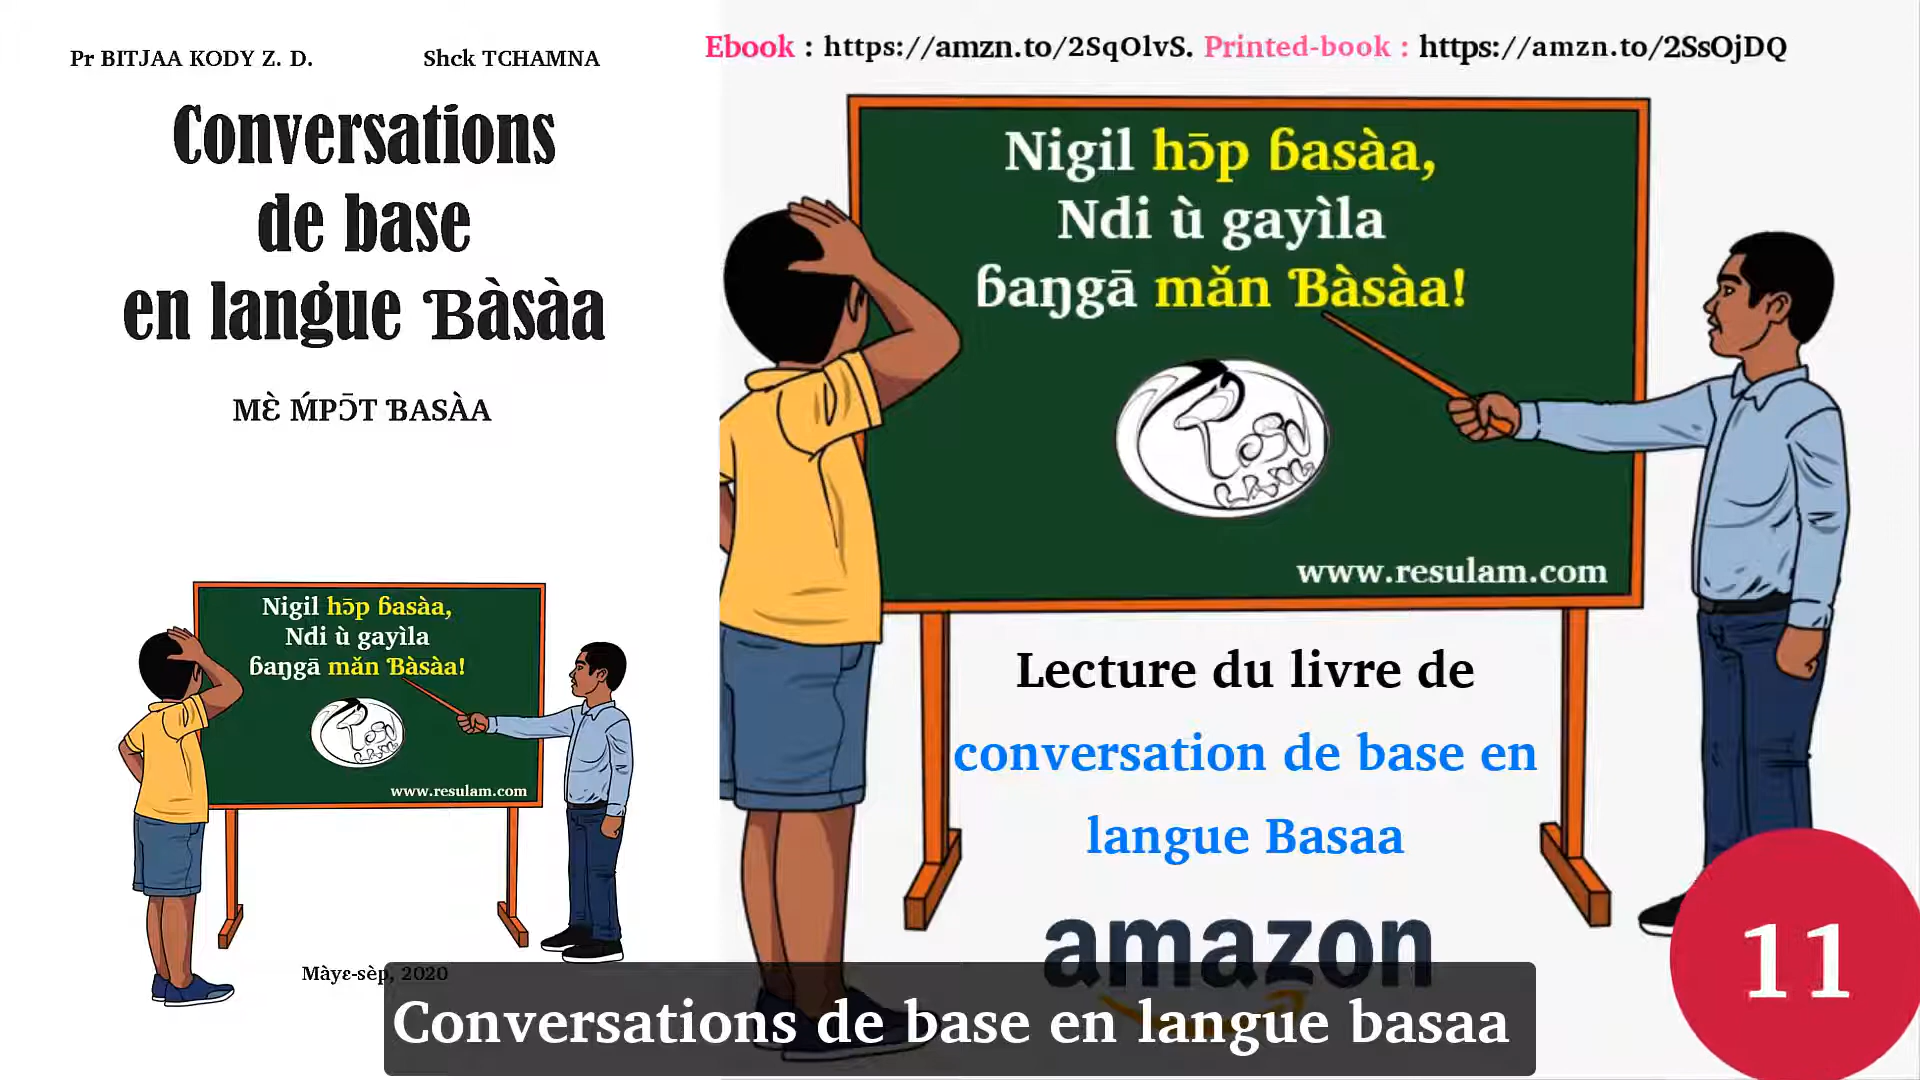 Pr BITJAA KODY Z. D.
Shck TCHAMNA
Conversations
de base
en langue Ɓàsàa
MƐ̀ ḾPƆ̄T ƁASÀA
Nigil hɔ̄p ɓasàa,
Ndi ù gayìla
ɓaŋgā mǎn Ɓàsàa!
www.resulam.com
Màyɛ-sèp, 2020
Ebook : https://amzn.to/2SqOlvS. Printed-book : https://amzn.to/2SsOjDQ
Nigil hɔ̄p ɓasàa,
Ndi ù gayìla
ɓaŋgā mǎn Ɓàsàa!
Resulam
www.resulam.com
Lecture du livre de
conversation de base en
langue Basaa
amazon
11
Conversations de base en langue basaa